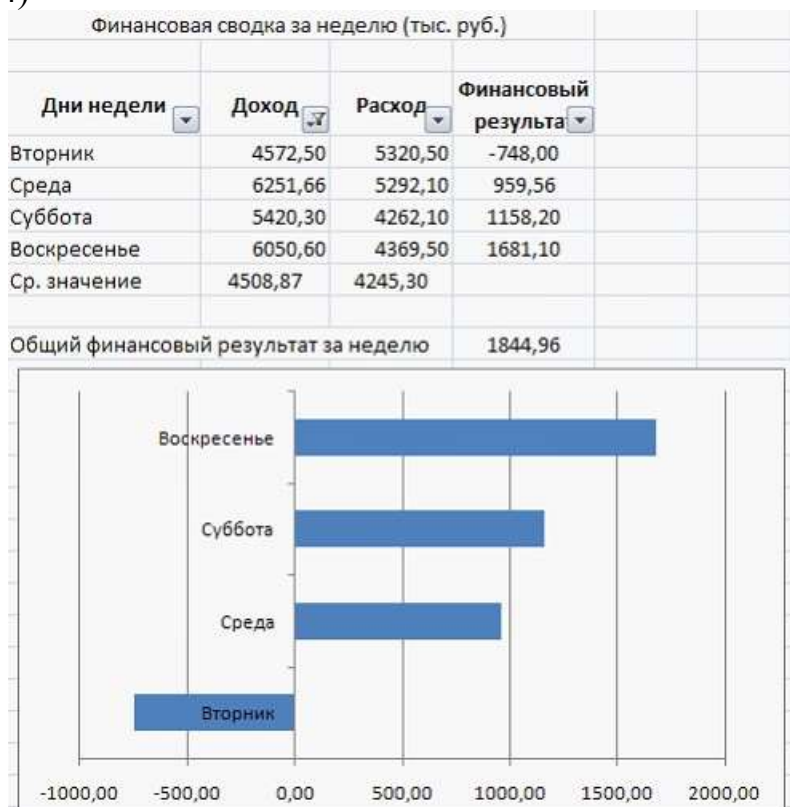 Финансовая сводка за неделю (тыс. руб.)
Дни недели Доход Расход Финансовый
результа
Вторник 4572,50 5320,50 -748,00
Среда 6251,66 5292,10 959,56
Суббота 5420,30 4262,10 1158,20
Воскресенье 6050,60 4369,50 1681,10
Ср. значение 4508,87 4245,30
Общий финансовый результат за неделю 1844,96
Воскресенье
Суббота
Среда
Вторник
-1000,00 -500,00 0,00 500,00 1000,00 1500,00 2000,00